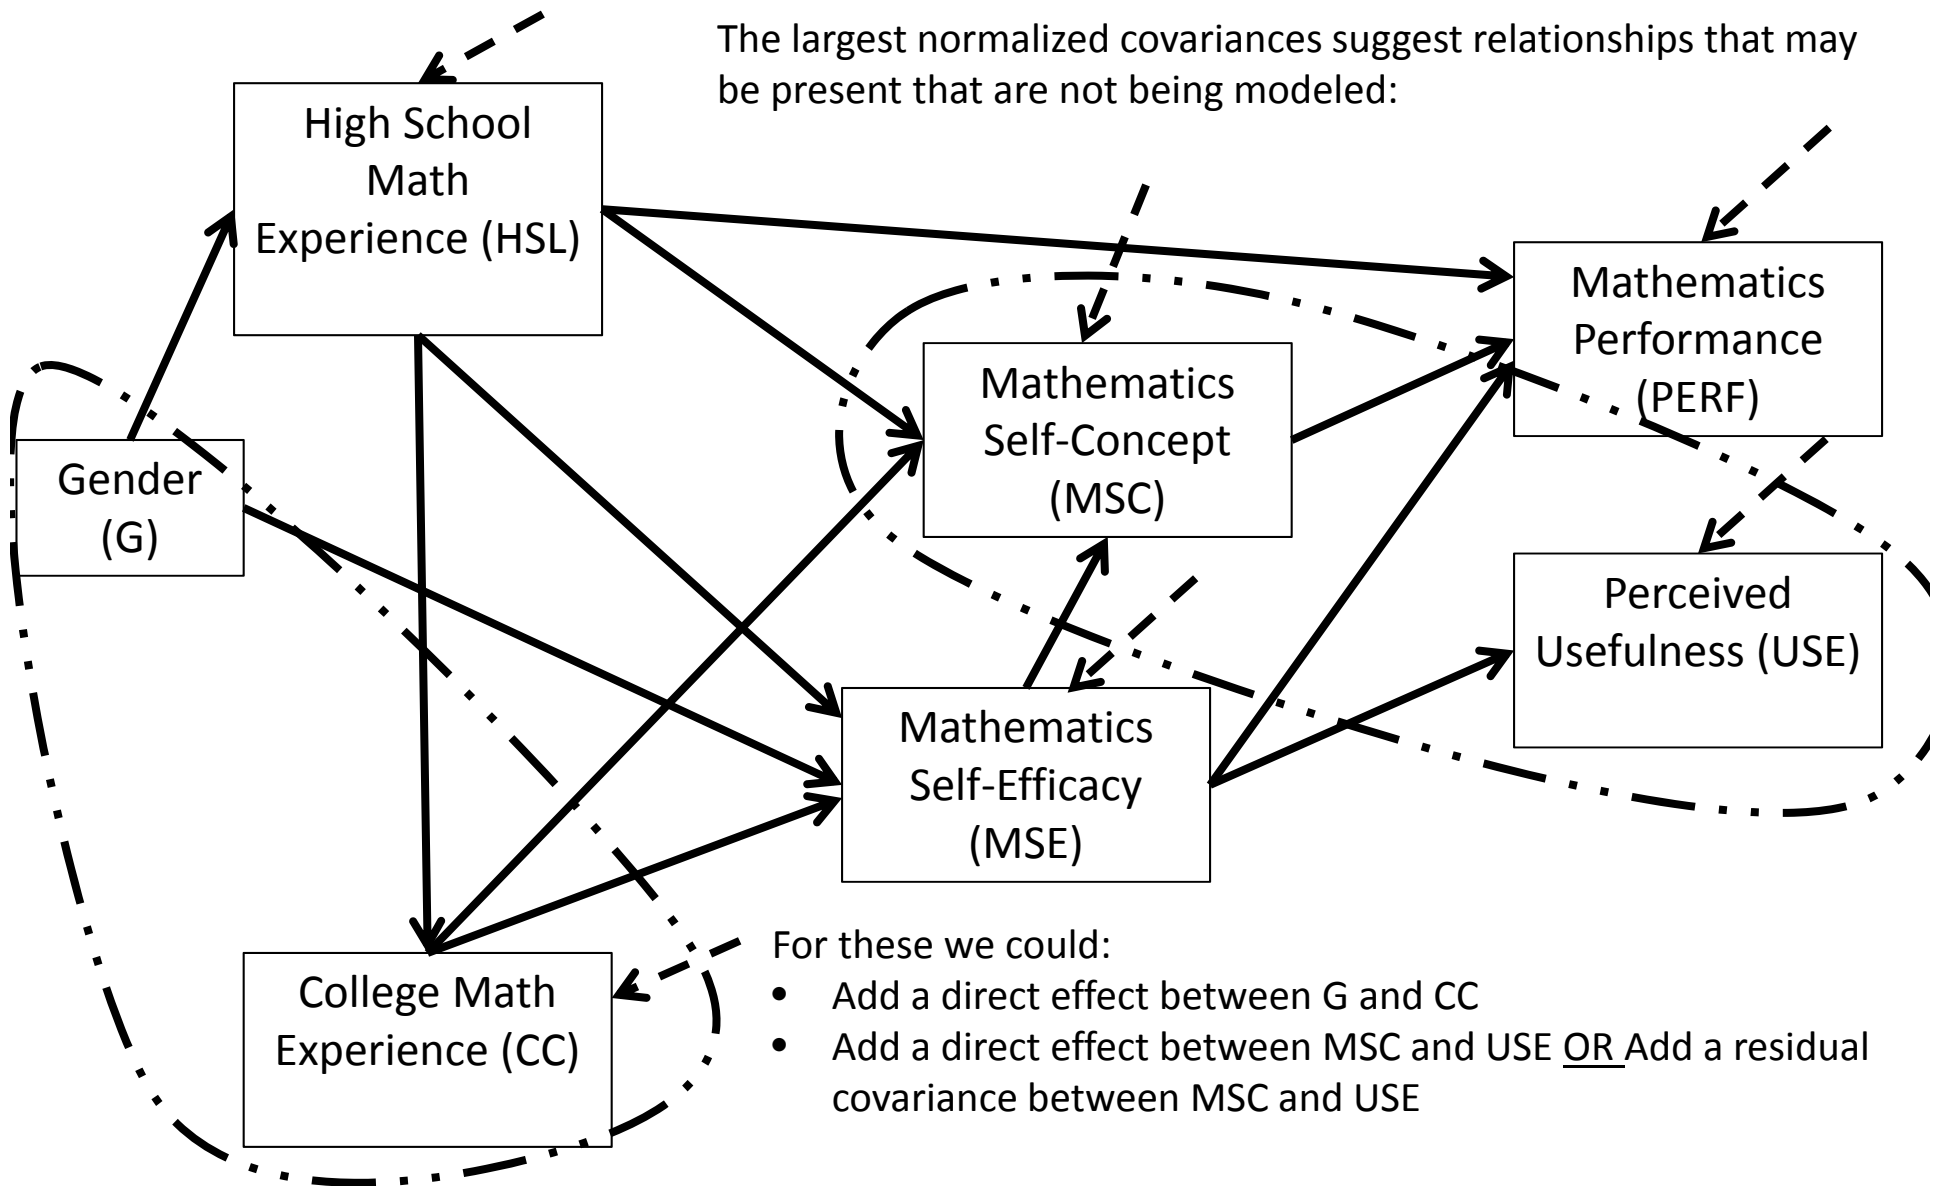 The largest normalized covariances suggest relationships that may
be present that are not being modeled:
High School
Math
Experience (HSL)
Mathematics
Performance
(PERF)
Mathematics
Self-Concept
(MSC)
Gender
(G)
Perceived
Usefulness (USE)
Mathematics
Self-Efficacy
(MSE)
College Math
Experience (CC)
For these we could:
• Add a direct effect between G and CC
• Add a direct effect between MSC and USE OR Add a residual
covariance between MSC and USE